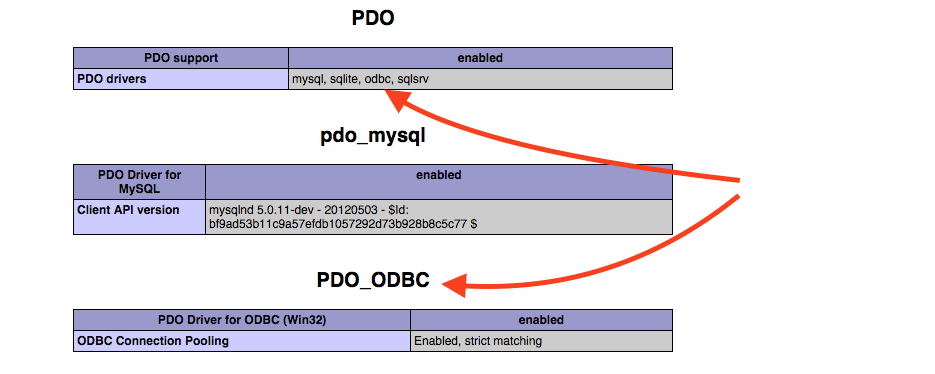 PDO
PDO support enabled
PDO drivers mysql, sqlite, odbc, sqlsrv
pdo_mysql
PDO Driver for MySQL enabled
Client API version mysqlnd 5.0.11-dev - 20120503 - $Id:
bf9ad53b11c9a57efdb1057292d73b928b8c5c77 $
PDO_ODBC
PDO Driver for ODBC (Win32) enabled
ODBC Connection Pooling Enabled, strict matching